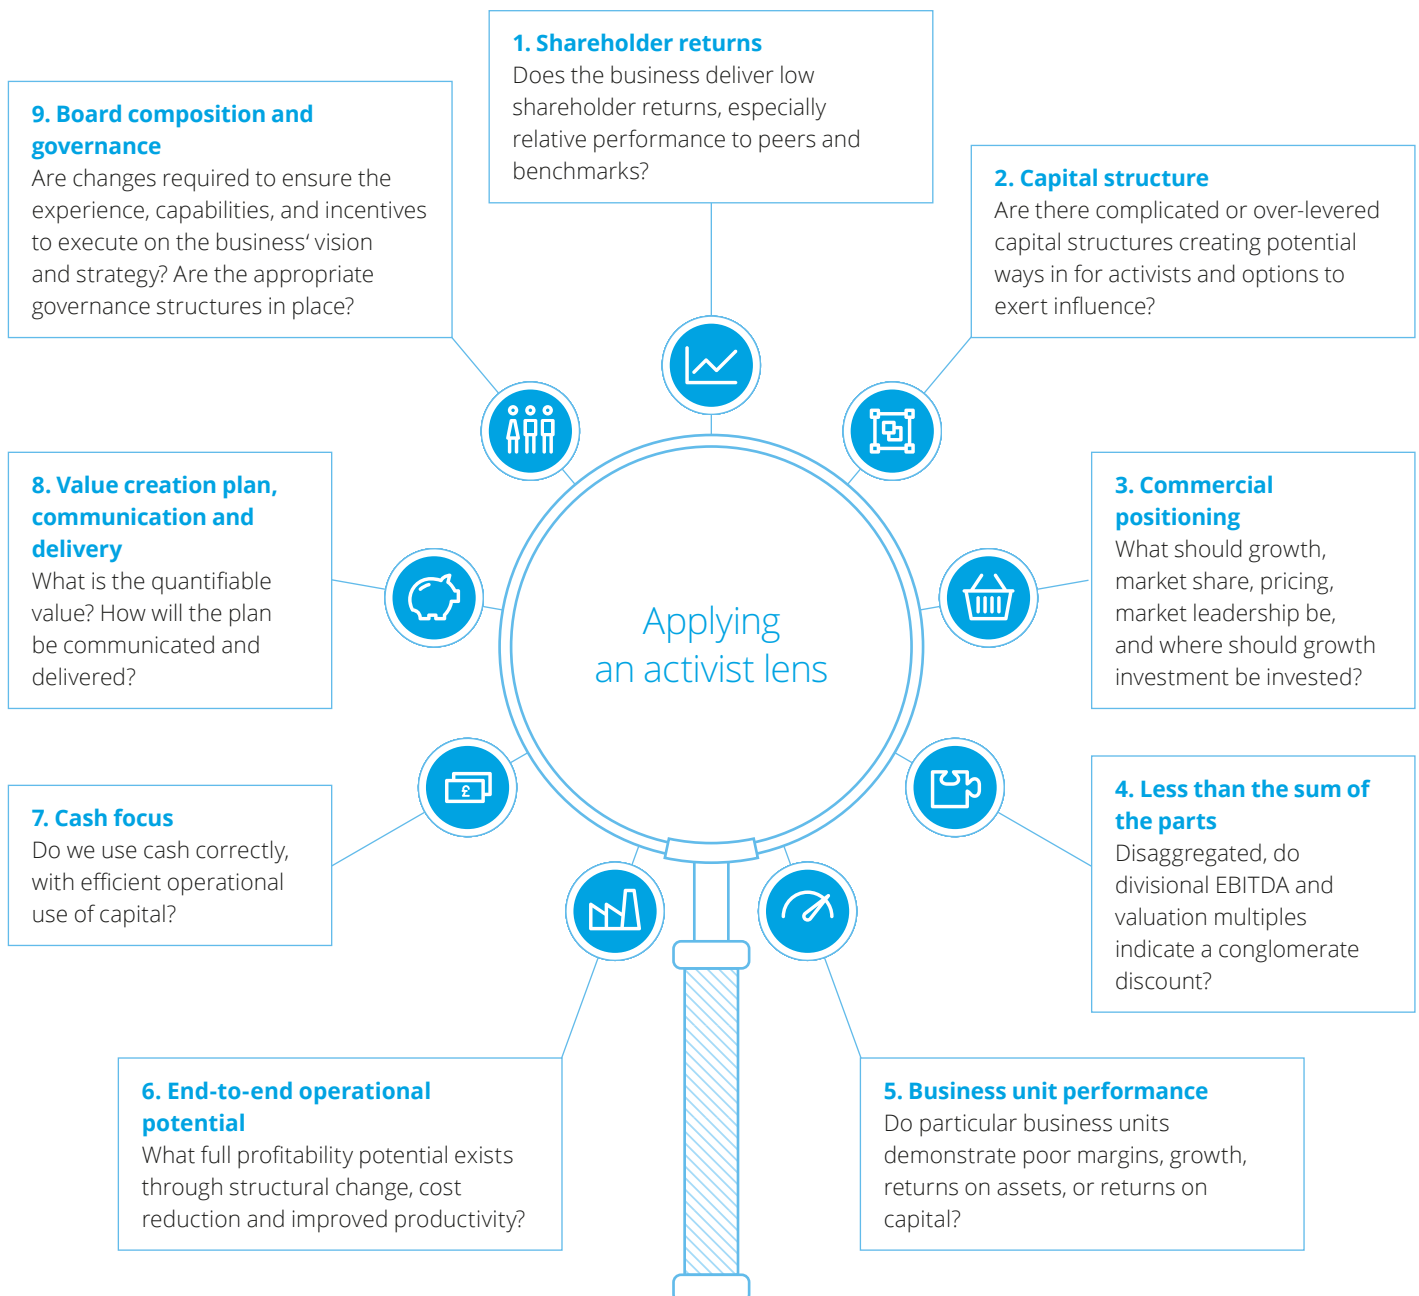 1. Shareholder returns
Does the business deliver low
shareholder returns, especially
relative performance to peers and
benchmarks?
2. Capital structure
Are there complicated or over-levered
capital structures creating potential
ways in for activists and options to
exert influence?
3. Commercial
positioning
What should growth,
market share, pricing,
market leadership be,
and where should growth
investment be invested?
4. Less than the sum of
the parts
Disaggregated, do
divisional EBITDA and
valuation multiples
indicate a conglomerate
discount?
5. Business unit performance
Do particular business units
demonstrate poor margins, growth,
returns on assets, or returns on
capital?
6. End-to-end operational
potential
What full profitability potential exists
through structural change, cost
reduction and improved productivity?
7. Cash focus
Do we use cash correctly,
with efficient operational
use of capital?
8. Value creation plan,
communication and
delivery
What is the quantifiable
value? How will the plan
be communicated and
delivered?
9. Board composition and
governance
Are changes required to ensure the
experience, capabilities, and incentives
to execute on the business‘ vision
and strategy? Are the appropriate
governance structures in place?
Applying
an activist lens
£